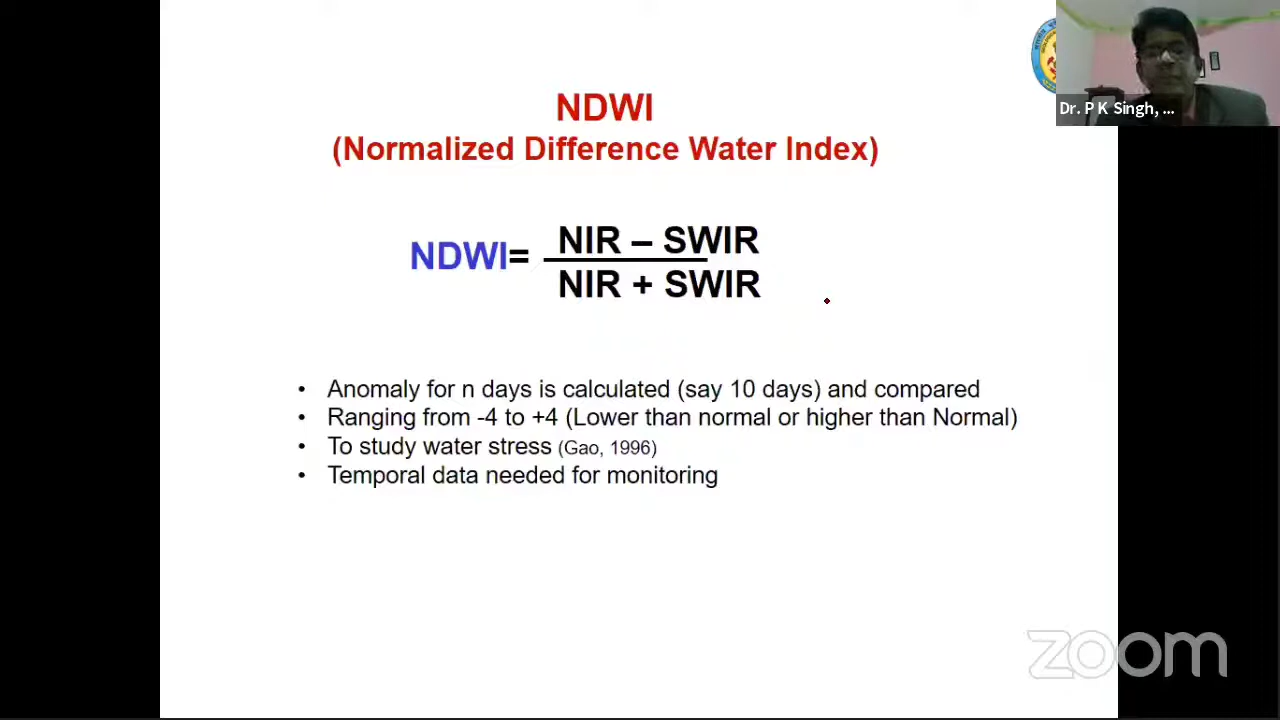 NDWI
(Normalized Difference Water Index)
NDWI=
NIR – SWIR
NIR + SWIR
• Anomaly for n days is calculated (say 10 days) and compared
• Ranging from -4 to +4 (Lower than normal or higher than Normal)
• To study water stress (Gao, 1996)
• Temporal data needed for monitoring
Dr. P K Singh, ...
zoom